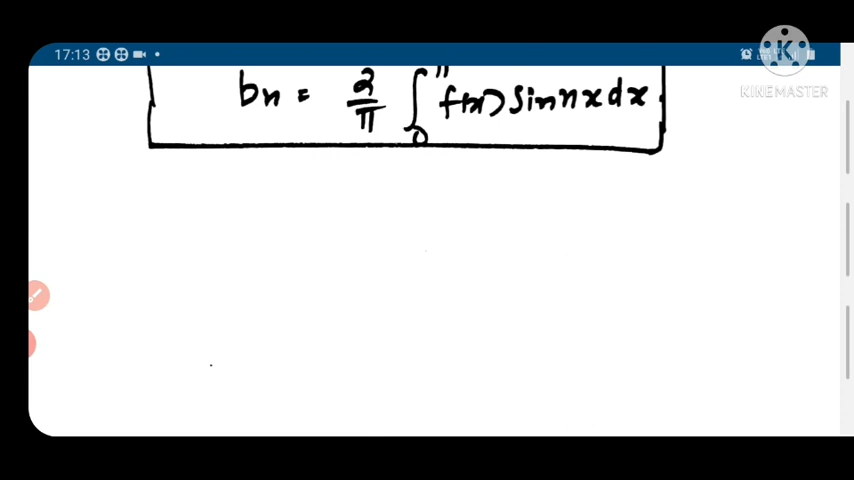 17:13
KINEMASTER
bn = 2/π ∫₀^π f(x) sin nx dx